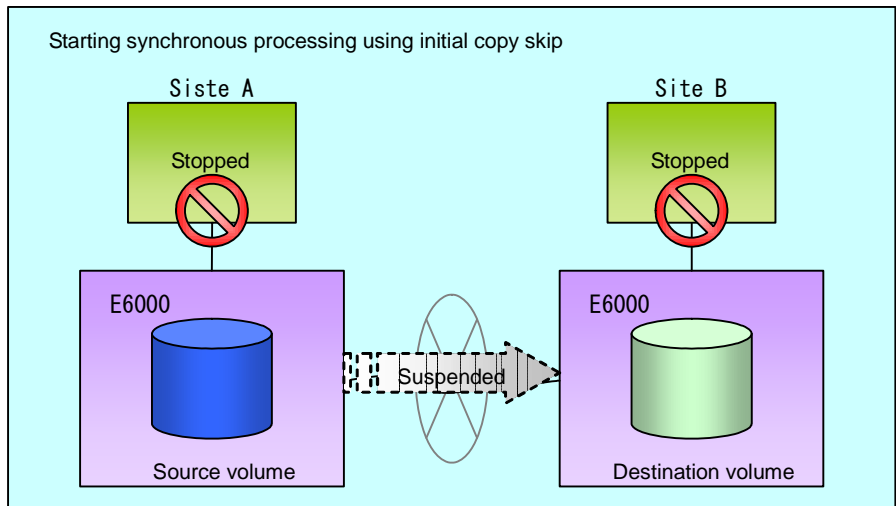 Starting synchronous processing using initial copy skip
Siste A
Site B
Stopped
Stopped
E6000
E6000
Suspended
Source volume
Destination volume